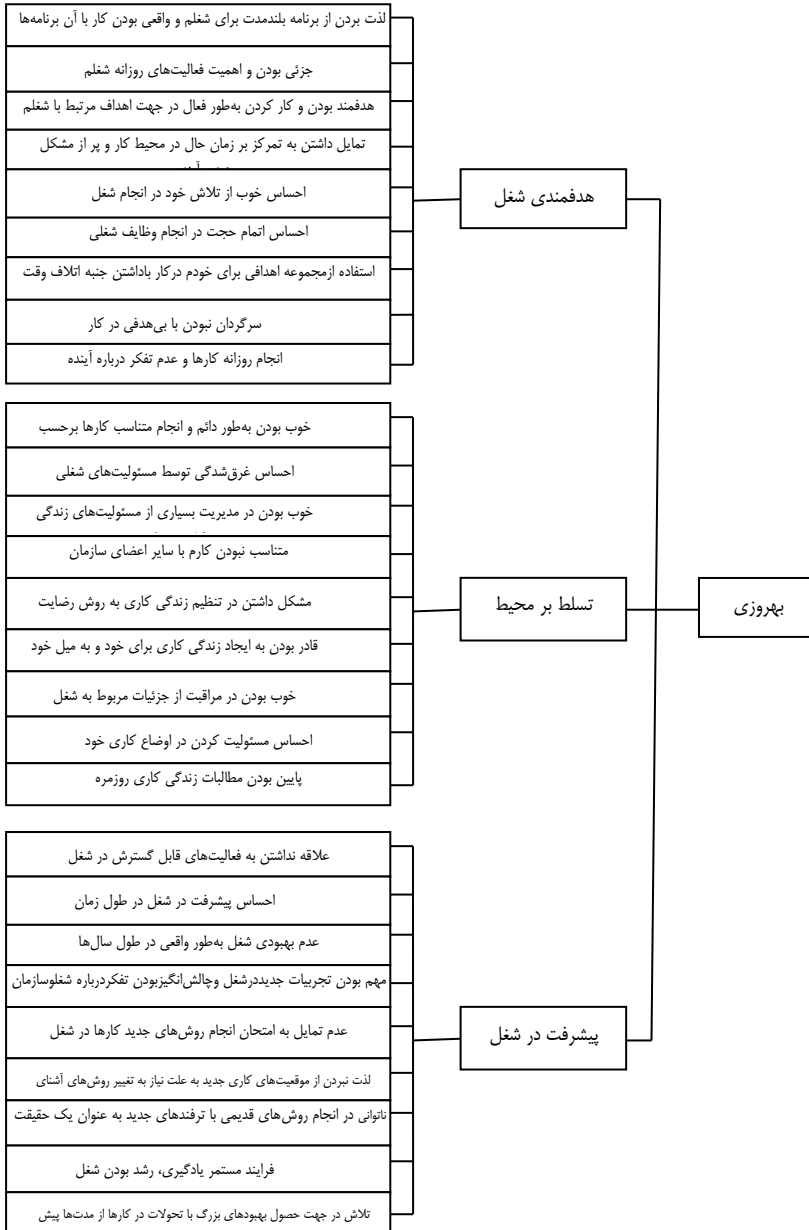 بهروزی
هدفمندی شغل
لذت بردن از برنامه بلندمدت برای شغلم و واقعی بودن کار با آن برنامه‌ها
جزئی بودن و اهمیت فعالیت‌های روزانه شغلم
هدفمند بودن و کار کردن به‌طور فعال در جهت اهداف مرتبط با شغلم
تمایل داشتن به تمرکز بر زمان حال در محیط کار و پر از مشکل
احساس خوب از تلاش خود در انجام شغل
احساس اتمام حجت در انجام وظایف شغلی
استفاده ازمجموعه اهدافی برای خودم درکار باداشتن جنبه اتلاف وقت
سرگردان نبودن با بی‌هدفی در کار
انجام روزانه کارها و عدم تفکر درباره آینده
تسلط بر محیط
خوب بودن به‌طور دائم و انجام متناسب کارها برحسب
احساس غرق‌شدگی توسط مسئولیت‌های شغلی
خوب بودن در مدیریت بسیاری از مسئولیت‌های زندگی
متناسب نبودن کارم با سایر اعضای سازمان
مشکل داشتن در تنظیم زندگی کاری به روش رضایت
قادر بودن به ایجاد زندگی کاری برای خود و به میل خود
خوب بودن در مراقبت از جزئیات مربوط به شغل
احساس مسئولیت کردن در اوضاع کاری خود
پایین بودن مطالبات زندگی کاری روزمره
پیشرفت در شغل
علاقه نداشتن به فعالیت‌های قابل گسترش در شغل
احساس پیشرفت در شغل در طول زمان
عدم بهبودی شغل به‌طور واقعی در طول سال‌ها
مهم بودن تجربیات جدیددرشغل وچالش‌انگیزبودن تفکردرباره شغلوسازمان
عدم تمایل به امتحان انجام روش‌های جدید کارها در شغل
لذت نبردن از موقعیت‌های کاری جدید به علت نیاز به تغییر روش‌های آشنای
ناتوانی در انجام روش‌های قدیمی با ترفندهای جدید به عنوان یک حقیقت
فرایند مستمر یادگیری، رشد بودن شغل
تلاش در جهت حصول بهبودهای بزرگ با تحولات در کارها از مدت‌ها پیش